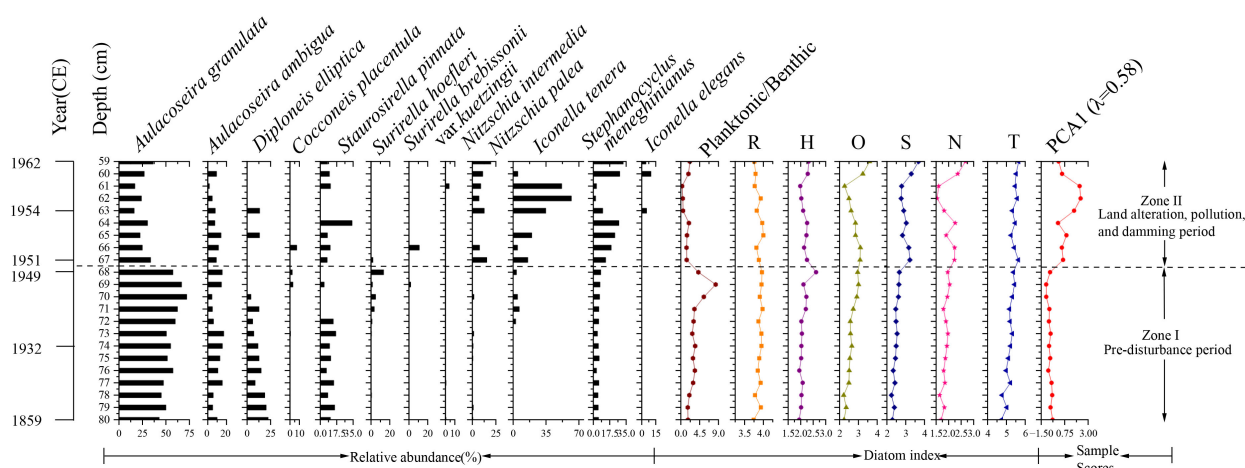 Year(CE)
Depth (cm)
Aulacoseira granulata
Aulacoseira ambigua
Diploneis elliptica
Cocconeis placentula
Staurosirella pinnata
Surirella hoefleri
Surirella brebissonii
var.kuetzingii
Nitzschia intermedia
Nitzschia palea
Iconella tenera
Stephanocyclus
meneghinianus
Iconella elegans
Planktonic/Benthic
R
H
O
S
N
T
PCA1 (λ=0.58)
1962
1954
1951
1949
1932
1859
59
60
61
62
63
64
65
66
67
68
69
70
71
72
73
74
75
76
77
78
79
80
Zone II
Land alteration, pollution,
and damming period
Zone I
Pre-disturbance period
0 25 50 75
0 10 20
0 12 25
0 10
0.0 17.5 35.0
0 10 20
0 10 20
0 10
0 10 20
0 35 70
0.0 17.5 35.0
0 15
0.0 4.5 9.0
3.5 4.0
1.5 2.0 2.5 3.0
2 3 4
2 3 4
1.5 2.0 2.5 3.0
4 5 6
−1.50 0.75 3.00
Relative abundance(%)
Diatom index
Sample
Scores